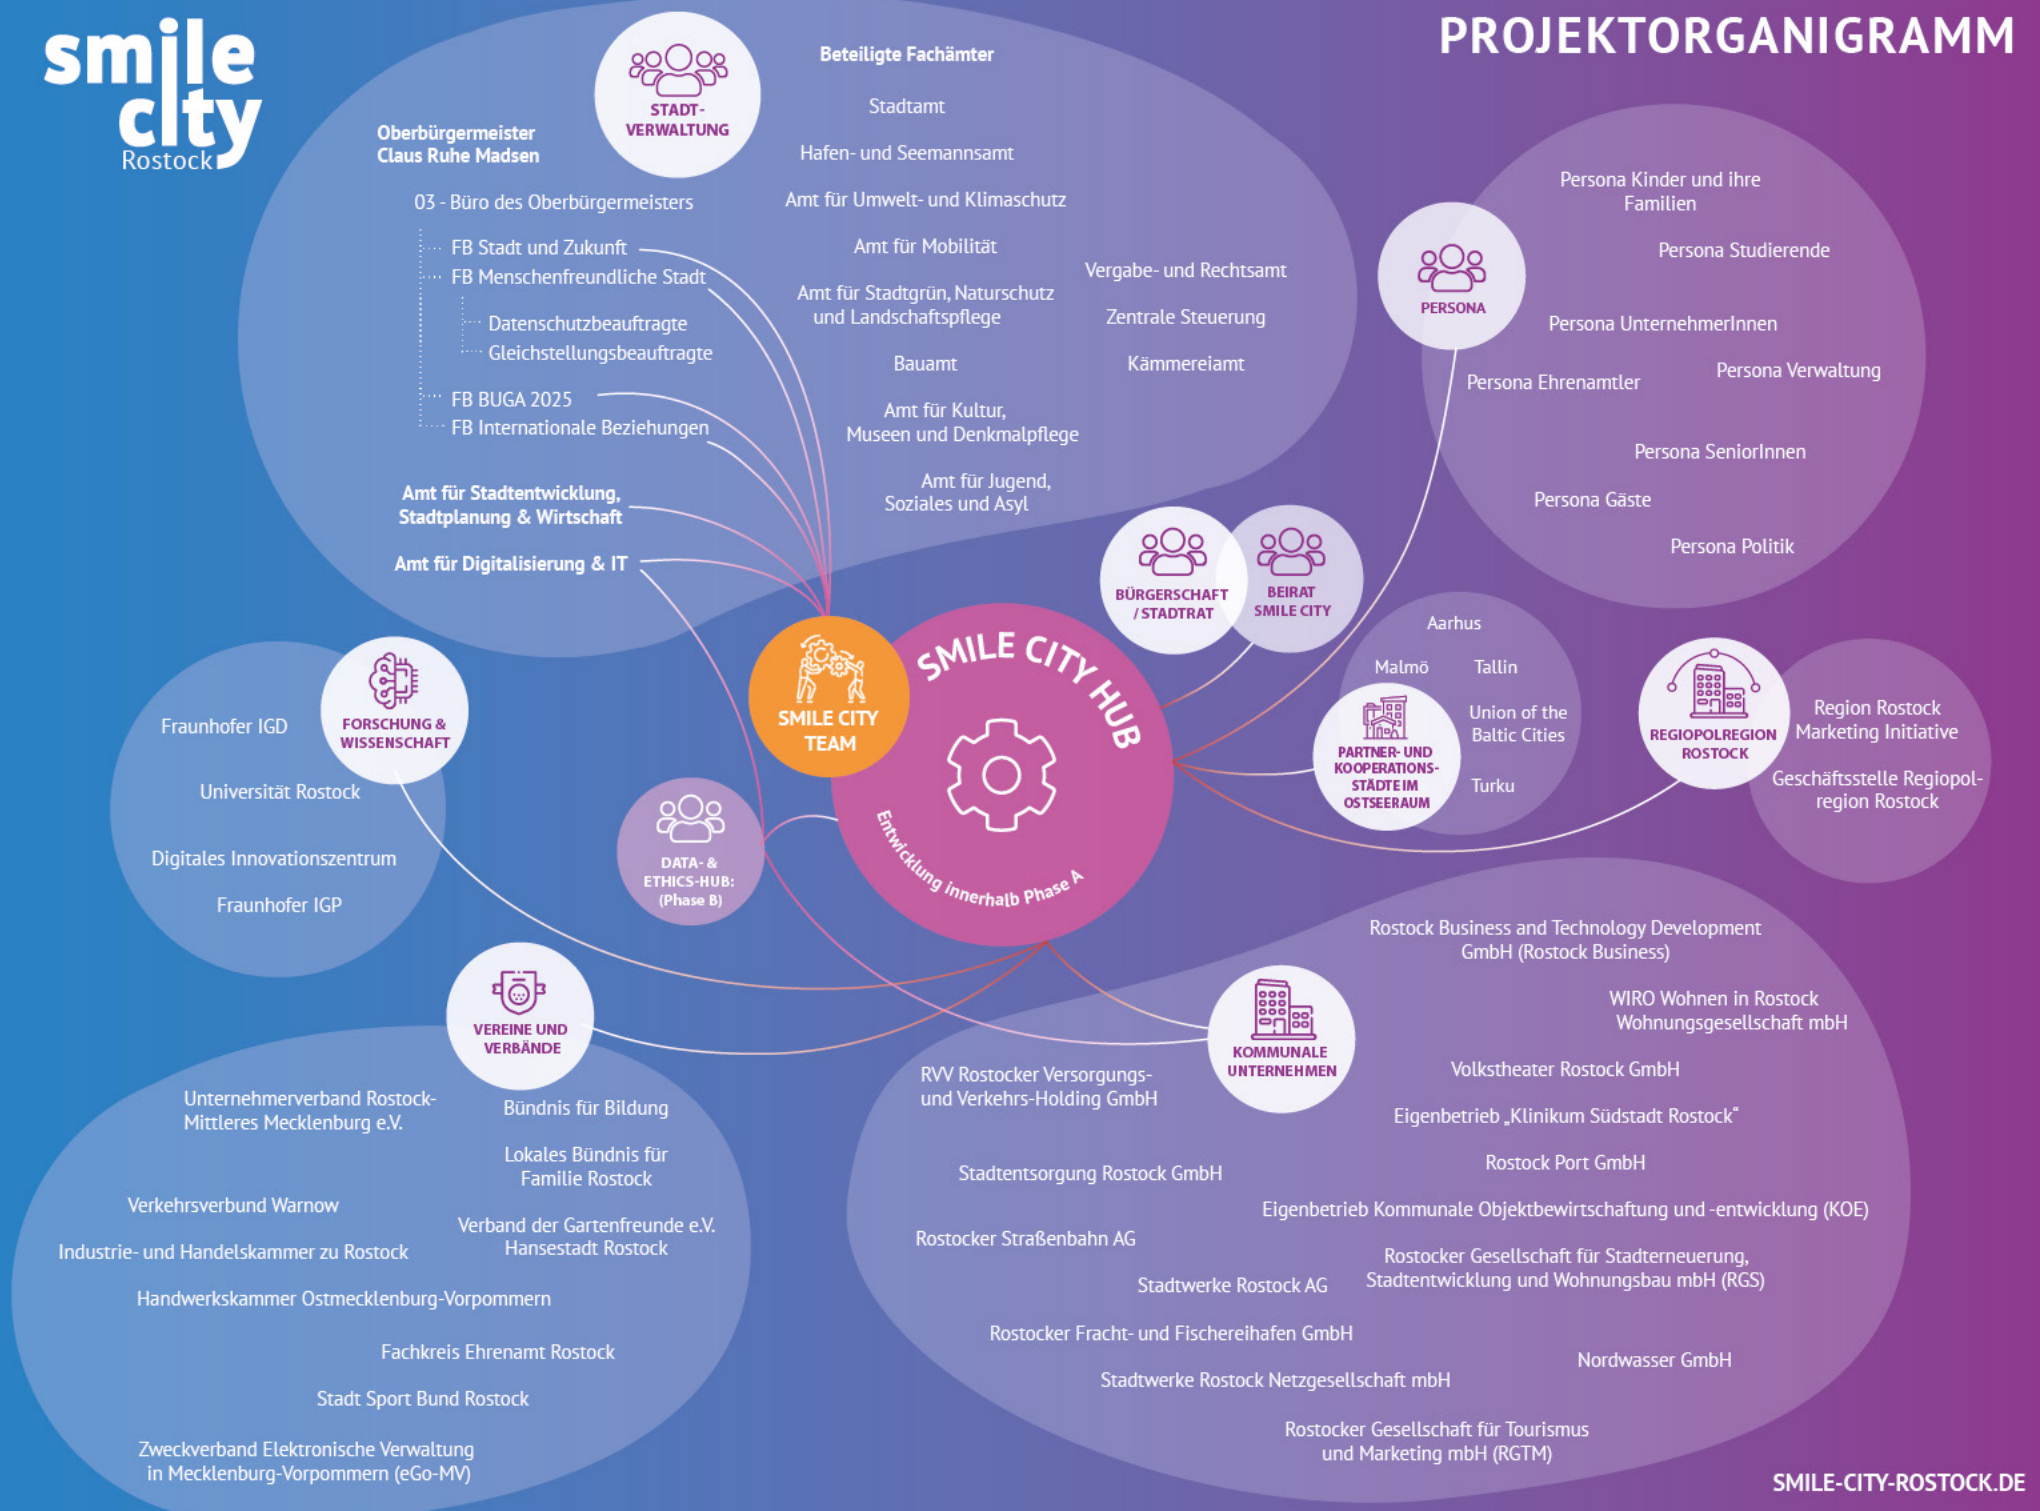 smile
city
Rostock
PROJEKTORGANIGRAMM
STADT-
VERWALTUNG
Oberbürgermeister
Claus Ruhe Madsen
03 - Büro des Oberbürgermeisters
FB Stadt und Zukunft
FB Menschenfreundliche Stadt
Datenschutzbeauftragte
Gleichstellungsbeauftragte
FB BUGA 2025
FB Internationale Beziehungen
Amt für Stadtentwicklung,
Stadtplanung & Wirtschaft
Amt für Digitalisierung & IT
Beteiligte Fachämter
Stadtamt
Hafen- und Seemannsamt
Amt für Umwelt- und Klimaschutz
Amt für Mobilität
Amt für Stadtgrün, Naturschutz
und Landschaftspflege
Bauamt
Amt für Kultur,
Museen und Denkmalpflege
Amt für Jugend,
Soziales und Asyl
Vergabe- und Rechtsamt
Zentrale Steuerung
Kämmereiamt
PERSONA
Persona Kinder und ihre
Familien
Persona Studierende
Persona UnternehmerInnen
Persona Verwaltung
Persona Ehrenamtler
Persona SeniorInnen
Persona Gäste
Persona Politik
BÜRGERSCHAFT
/ STADTRAT
BEIRAT
SMILE CITY
SMILE CITY
TEAM
SMILE CITY HUB
Entwicklung innerhalb Phase A
DATA- &
ETHICS-HUB:
(Phase B)
PARTNER- UND
KOOPERATIONS-
STÄDTE IM
OSTSEERAUM
Aarhus
Malmö
Tallin
Union of the
Baltic Cities
Turku
REGIOPOLREGION
ROSTOCK
Region Rostock
Marketing Initiative
Geschäftsstelle Regiopol-
region Rostock
FORSCHUNG &
WISSENSCHAFT
Fraunhofer IGD
Universität Rostock
Digitales Innovationszentrum
Fraunhofer IGP
VEREINE UND
VERBÄNDE
Unternehmerverband Rostock-
Mittleres Mecklenburg e.V.
Bündnis für Bildung
Lokales Bündnis für
Familie Rostock
Verkehrsverbund Warnow
Verband der Gartenfreunde e.V.
Hansestadt Rostock
Industrie- und Handelskammer zu Rostock
Handwerkskammer Ostmecklenburg-Vorpommern
Fachkreis Ehrenamt Rostock
Stadt Sport Bund Rostock
Zweckverband Elektronische Verwaltung
in Mecklenburg-Vorpommern (eGo-MV)
KOMMUNALE
UNTERNEHMEN
Rostock Business and Technology Development
GmbH (Rostock Business)
WIRO Wohnen in Rostock
Wohnungsgesellschaft mbH
RVV Rostocker Versorgungs-
und Verkehrs-Holding GmbH
Volkstheater Rostock GmbH
Eigenbetrieb „Klinikum Südstadt Rostock“
Rostock Port GmbH
Stadtentsorgung Rostock GmbH
Eigenbetrieb Kommunale Objektbewirtschaftung und -entwicklung (KOE)
Rostocker Straßenbahn AG
Rostocker Gesellschaft für Stadterneuerung,
Stadtentwicklung und Wohnungsbau mbH (RGS)
Stadtwerke Rostock AG
Rostocker Fracht- und Fischereihafen GmbH
Nordwasser GmbH
Stadtwerke Rostock Netzgesellschaft mbH
Rostocker Gesellschaft für Tourismus
und Marketing mbH (RGTM)
SMILE-CITY-ROSTOCK.DE